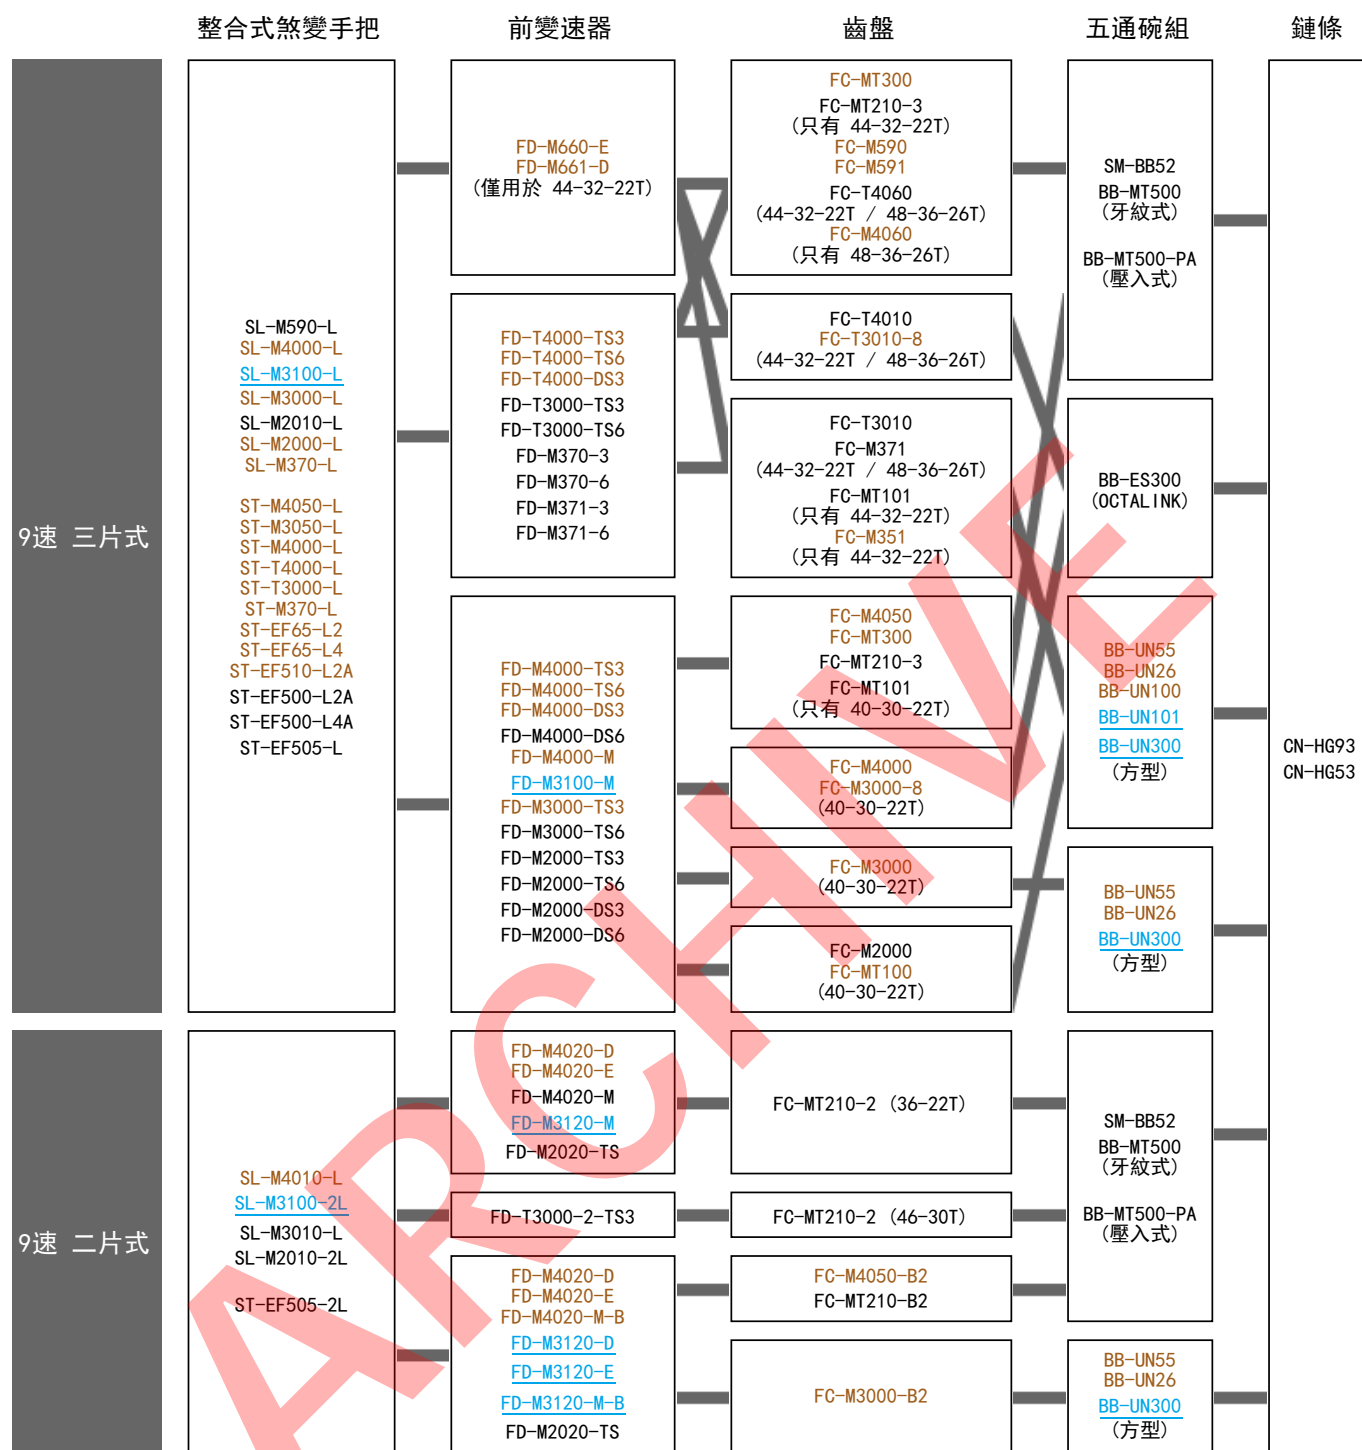 整合式煞變手把
前變速器
齒盤
五通碗組
鏈條
9速 三片式
SL-M590-L
SL-M4000-L
SL-M3100-L
SL-M3000-L
SL-M2010-L
SL-M2000-L
SL-M370-L
ST-M4050-L
ST-M3050-L
ST-M4000-L
ST-T4000-L
ST-T3000-L
ST-M370-L
ST-EF65-L2
ST-EF65-L4
ST-EF510-L2A
ST-EF500-L2A
ST-EF500-L4A
ST-EF505-L
FD-M660-E
FD-M661-D
(僅用於 44-32-22T)
FD-T4000-TS3
FD-T4000-TS6
FD-T4000-DS3
FD-T3000-TS3
FD-T3000-TS6
FD-M370-3
FD-M370-6
FD-M371-3
FD-M371-6
FD-M4000-TS3
FD-M4000-TS6
FD-M4000-DS3
FD-M4000-DS6
FD-M4000-M
FD-M3100-M
FD-M3000-TS3
FD-M3000-TS6
FD-M2000-TS3
FD-M2000-TS6
FD-M2000-DS3
FD-M2000-DS6
FC-MT300
FC-MT210-3
(只有 44-32-22T)
FC-M590
FC-M591
FC-T4060
(44-32-22T / 48-36-26T)
FC-M4060
(只有 48-36-26T)
FC-T4010
FC-T3010-8
(44-32-22T / 48-36-26T)
FC-T3010
FC-M371
(44-32-22T / 48-36-26T)
FC-MT101
(只有 44-32-22T)
FC-M351
(只有 44-32-22T)
FC-M4050
FC-MT300
FC-MT210-3
FC-MT101
(只有 40-30-22T)
FC-M4000
FC-M3000-8
(40-30-22T)
FC-M3000
(40-30-22T)
FC-M2000
FC-MT100
(40-30-22T)
SM-BB52
BB-MT500
(牙紋式)
BB-MT500-PA
(壓入式)
BB-ES300
(OCTALINK)
BB-UN55
BB-UN26
BB-UN100
BB-UN101
BB-UN300
(方型)
BB-UN55
BB-UN26
BB-UN300
(方型)
CN-HG93
CN-HG53
9速 二片式
SL-M4010-L
SL-M3100-2L
SL-M3010-L
SL-M2010-2L
ST-EF505-2L
FD-M4020-D
FD-M4020-E
FD-M4020-M
FD-M3120-M
FD-M2020-TS
FD-T3000-2-TS3
FD-M4020-D
FD-M4020-E
FD-M4020-M-B
FD-M3120-D
FD-M3120-E
FD-M3120-M-B
FD-M2020-TS
FC-MT210-2 (36-22T)
FC-MT210-2 (46-30T)
FC-M4050-B2
FC-MT210-B2
FC-M3000-B2
SM-BB52
BB-MT500
(牙紋式)
BB-MT500-PA
(壓入式)
BB-UN55
BB-UN26
BB-UN300
(方型)
ARCHIVE